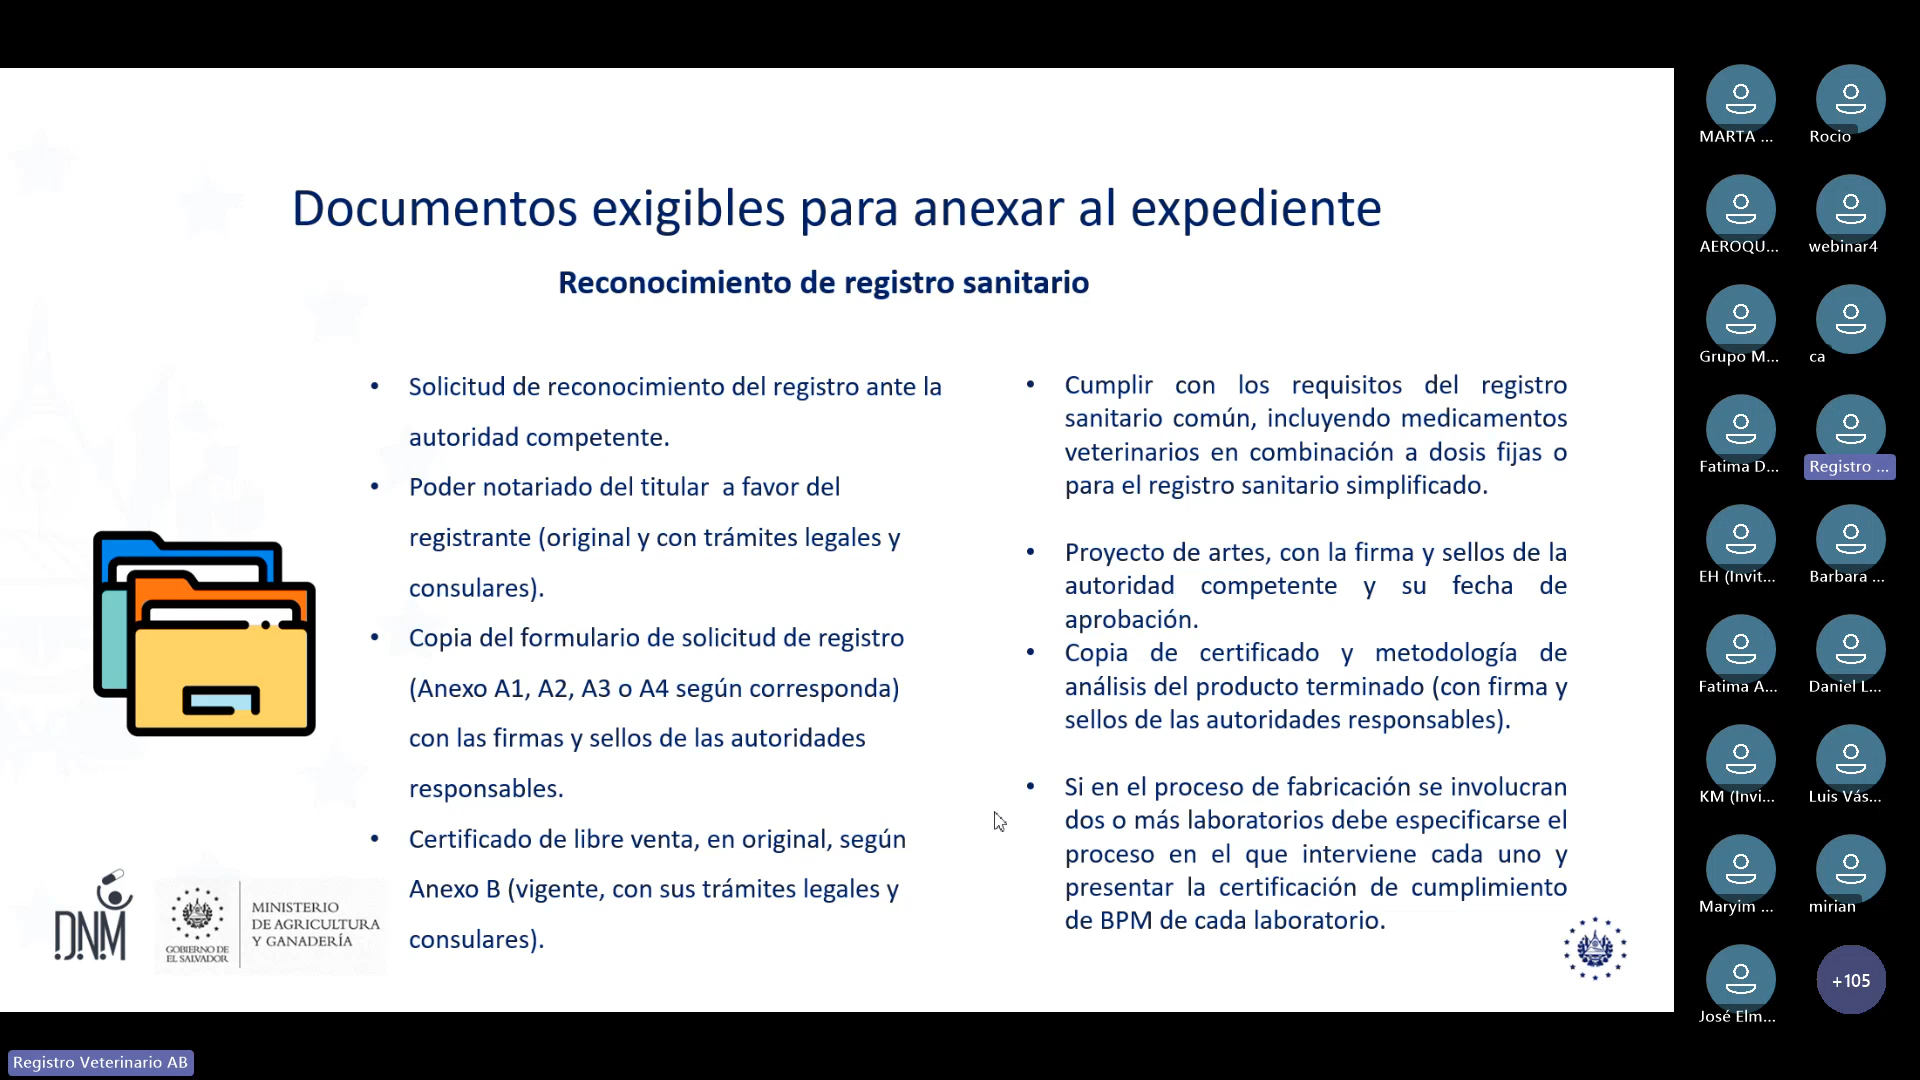 Documentos exigibles para anexar al expediente
Reconocimiento de registro sanitario
• Solicitud de reconocimiento del registro ante la
autoridad competente.
• Poder notariado del titular a favor del
registrante (original y con trámites legales y
consulares).
• Copia del formulario de solicitud de registro
(Anexo A1, A2, A3 o A4 según corresponda)
con las firmas y sellos de las autoridades
responsables.
• Certificado de libre venta, en original, según
Anexo B (vigente, con sus trámites legales y
consulares).
• Cumplir con los requisitos del registro
sanitario común, incluyendo medicamentos
veterinarios en combinación a dosis fijas o
para el registro sanitario simplificado.
• Proyecto de artes, con la firma y sellos de la
autoridad competente y su fecha de
aprobación.
• Copia de certificado y metodología de
análisis del producto terminado (con firma y
sellos de las autoridades responsables).
• Si en el proceso de fabricación se involucran
dos o más laboratorios debe especificarse el
proceso en el que interviene cada uno y
presentar la certificación de cumplimiento
de BPM de cada laboratorio.
DNM
GOBIERNO DE
EL SALVADOR
MINISTERIO
DE AGRICULTURA
Y GANADERÍA
MARTA ...
Rocio
AEROQU...
webinar4
Grupo M...
ca
Fatima D...
Registro ...
EH (Invit...
Barbara ...
Fatima A...
Daniel L...
KM (Invi...
Luis Vás...
Maryim ...
mirian
José Elm...
+105
Registro Veterinario AB